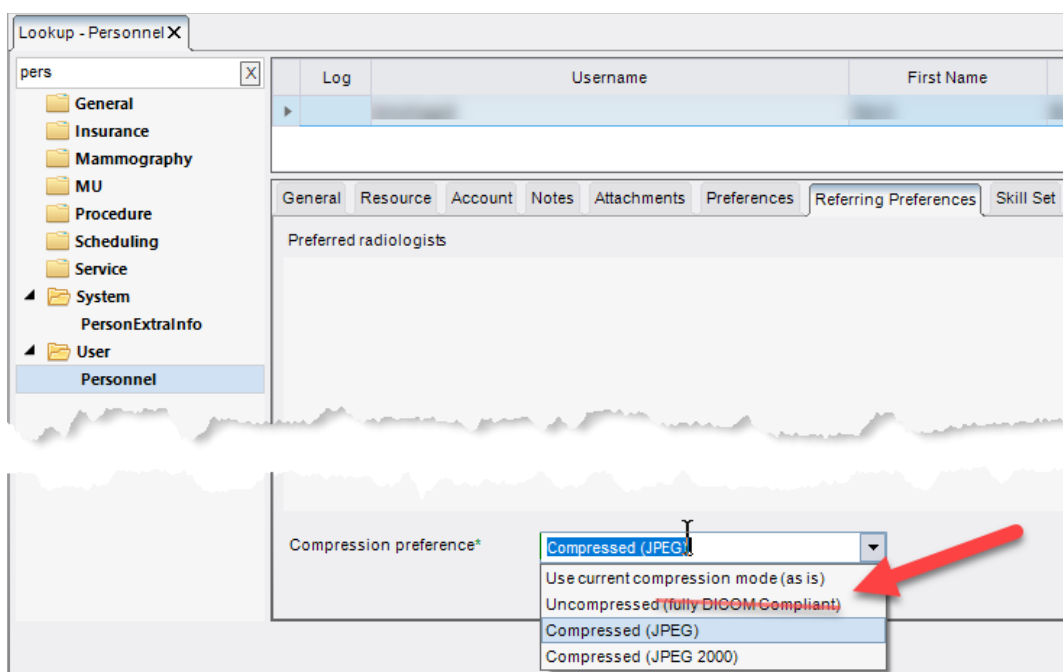 Lookup - Personnel X
pers X
Log Username First Name
General
Insurance
Mammography
MU
Procedure
Scheduling
Service
System
PersonExtraInfo
User
Personnel
General Resource Account Notes Attachments Preferences Referring Preferences Skill Set
Preferred radiologists
Compression preference* Compressed (JPEG)
Use current compression mode (as is)
Uncompressed (fully DICOM Compliant)
Compressed (JPEG)
Compressed (JPEG 2000)